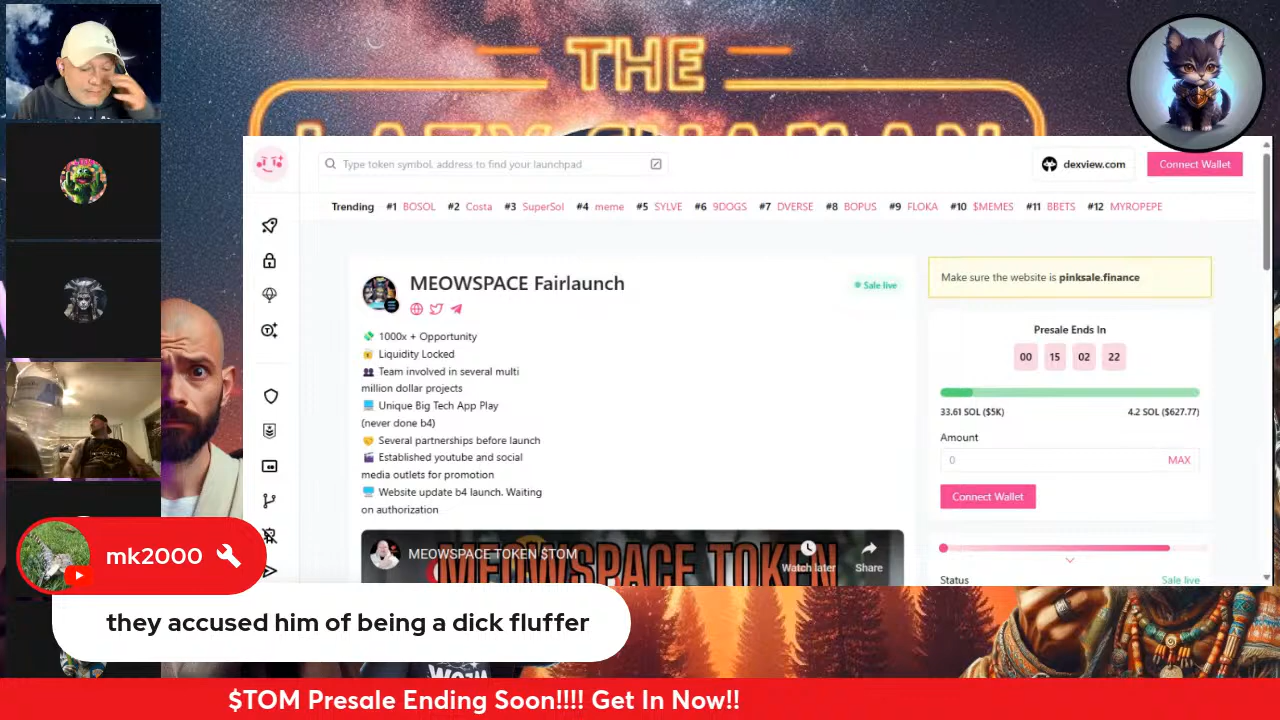 THE
LAZY SHAMAN
Type token symbol, address to find your launchpad
dexview.com
Connect Wallet
Trending #1 BOSOL #2 Costa #3 SuperSol #4 meme #5 SYLVE #6 9DOGS #7 DVERSE #8 BOPUS #9 FLOKA #10 $MEMES #11 BBETS #12 MYROPEPE
MEOWSPACE Fairlaunch
Sale live
1000x + Opportunity
Liquidity Locked
Team involved in several multi
million dollar projects
Unique Big Tech App Play
(never done b4)
Several partnerships before launch
Established youtube and social
media outlets for promotion
Website update b4 launch. Waiting
on authorization
MEOWSPACE TOKEN $TOM
MEOWSPACE TOKEN
Watch later
Share
Make sure the website is pinksale.finance
Presale Ends In
00 15 02 22
33.61 SOL ($5K) 4.2 SOL ($627.77)
Amount
0 MAX
Connect Wallet
Status Sale live
mk2000
they accused him of being a dick fluffer
$TOM Presale Ending Soon!!!! Get In Now!!